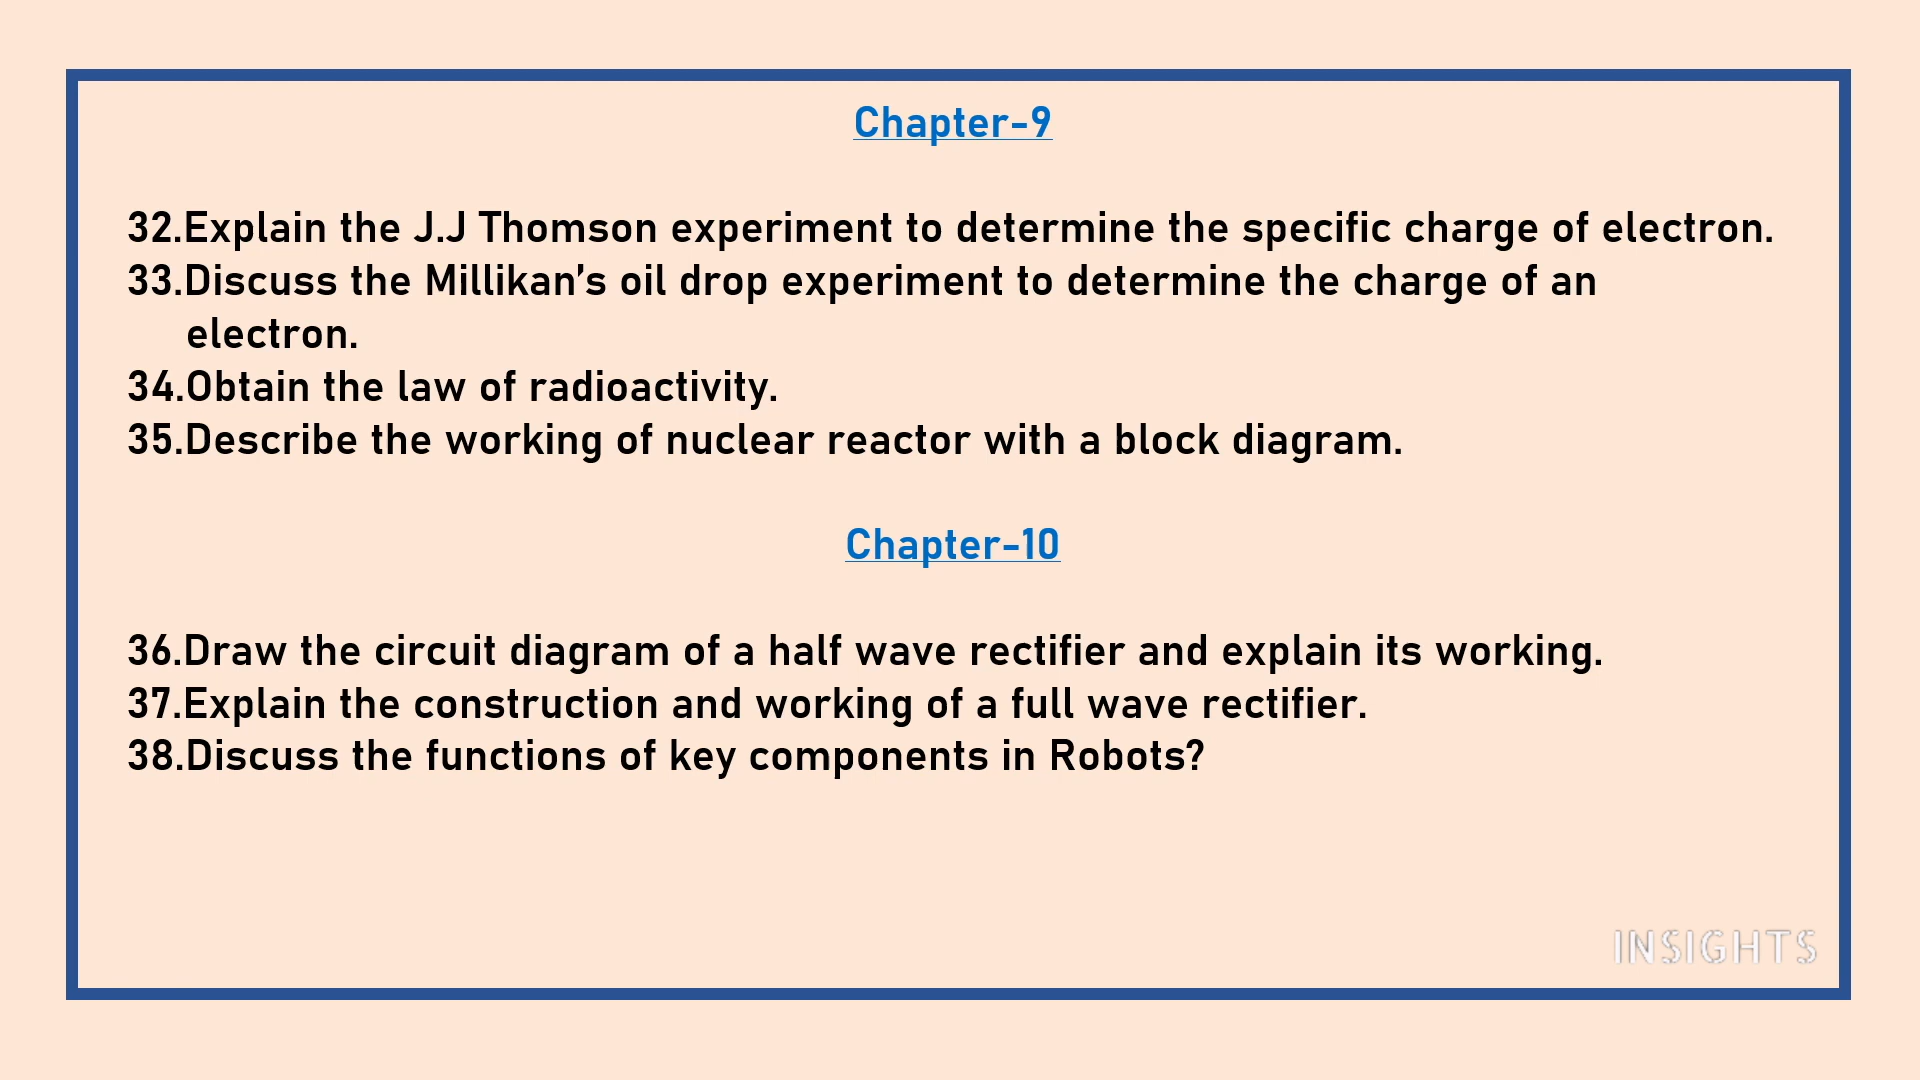 Chapter-9
32.Explain the J.J Thomson experiment to determine the specific charge of electron.
33.Discuss the Millikan's oil drop experiment to determine the charge of an
electron.
34.Obtain the law of radioactivity.
35.Describe the working of nuclear reactor with a block diagram.
Chapter-10
36.Draw the circuit diagram of a half wave rectifier and explain its working.
37.Explain the construction and working of a full wave rectifier.
38.Discuss the functions of key components in Robots?
INSIGHTS